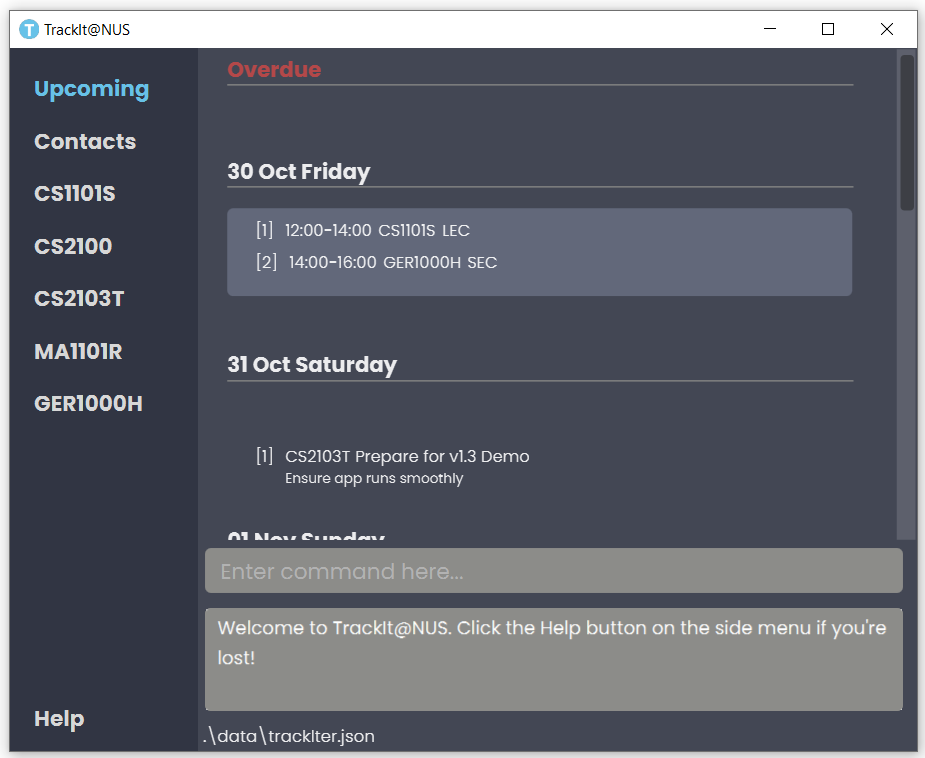 TrackIt@NUS
Upcoming
Contacts
CS1101S
CS2100
CS2103T
MA1101R
GER1000H
Help
Overdue
30 Oct Friday
[1] 12:00-14:00 CS1101S LEC
[2] 14:00-16:00 GER1000H SEC
31 Oct Saturday
[1] CS2103T Prepare for v1.3 Demo
Ensure app runs smoothly
01 Nov Sunday
Enter command here...
Welcome to TrackIt@NUS. Click the Help button on the side menu if you're
lost!
.\data\trackIter.json